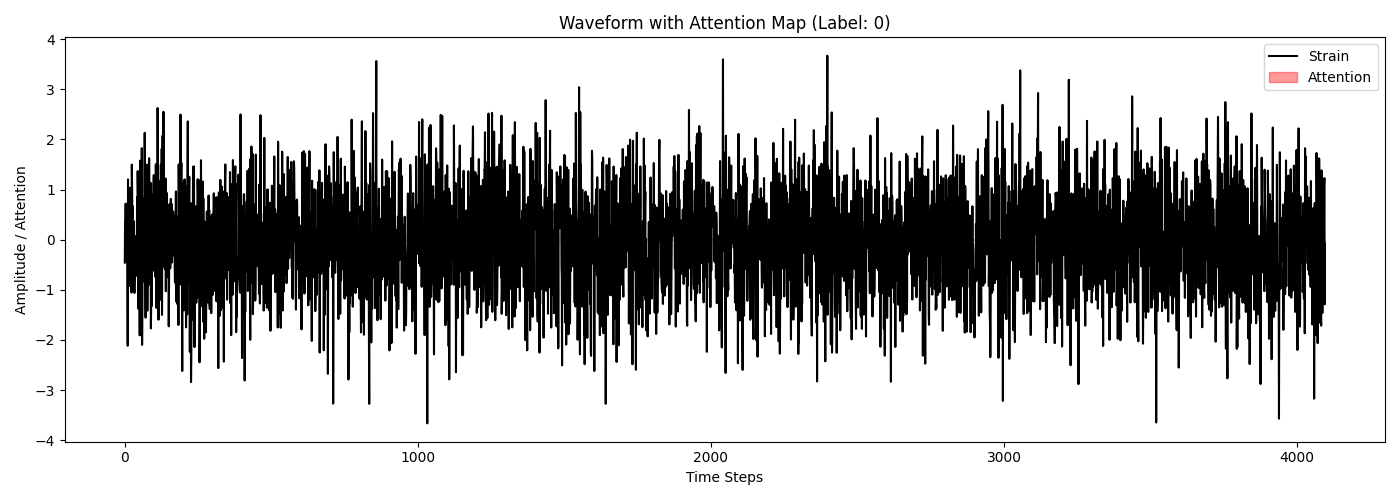 Waveform with Attention Map (Label: 0)
Strain
Attention
Amplitude / Attention
4
3
2
1
0
−1
−2
−3
−4
0
1000
2000
3000
4000
Time Steps